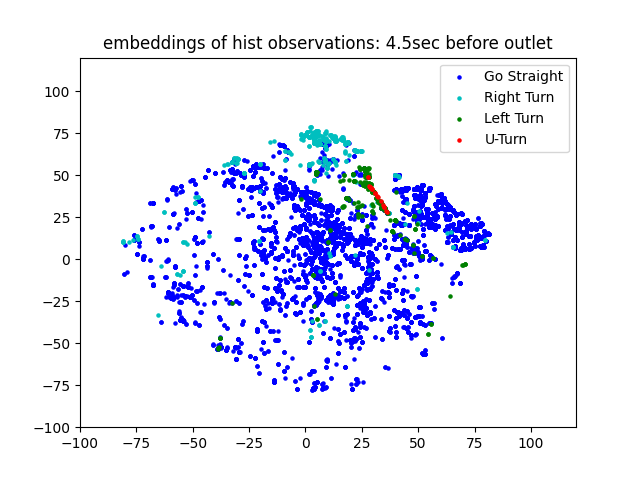 embeddings of hist observations: 4.5sec before outlet
Go Straight
Right Turn
Left Turn
U-Turn
100
75
50
25
0
−25
−50
−75
−100
−100 −75 −50 −25 0 25 50 75 100